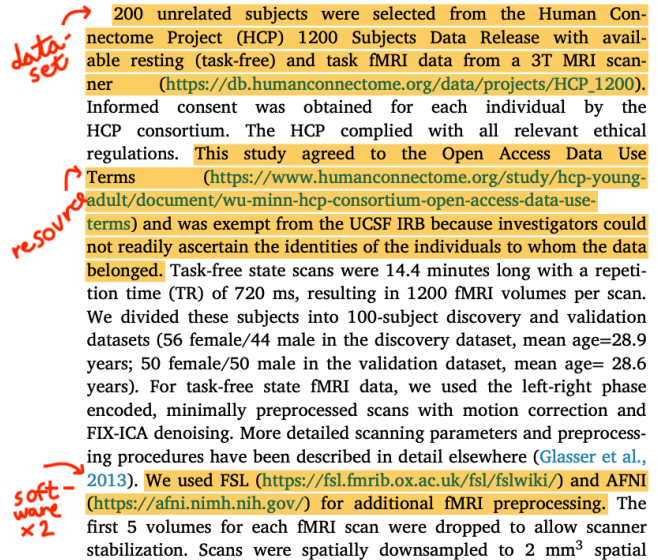 200 unrelated subjects were selected from the Human Con-
data-
set
nectome Project (HCP) 1200 Subjects Data Release with avail-
able resting (task-free) and task fMRI data from a 3T MRI scan-
ner (https://db.humanconnectome.org/data/projects/HCP_1200).
Informed consent was obtained for each individual by the
HCP consortium. The HCP complied with all relevant ethical
regulations. This study agreed to the Open Access Data Use
Terms (https://www.humanconnectome.org/study/hcp-young-
resource
adult/document/wu-minn-hcp-consortium-open-access-data-use-
terms) and was exempt from the UCSF IRB because investigators could
not readily ascertain the identities of the individuals to whom the data
belonged. Task-free state scans were 14.4 minutes long with a repeti-
tion time (TR) of 720 ms, resulting in 1200 fMRI volumes per scan.
We divided these subjects into 100-subject discovery and validation
datasets (56 female/44 male in the discovery dataset, mean age=28.9
years; 50 female/50 male in the validation dataset, mean age= 28.6
years). For task-free state fMRI data, we used the left-right phase
encoded, minimally preprocessed scans with motion correction and
FIX-ICA denoising. More detailed scanning parameters and preprocess-
ing procedures have been described in detail elsewhere (Glasser et al.,
2013). We used FSL (https://fsl.fmrib.ox.ac.uk/fsl/fslwiki/) and AFNI
soft-
ware
x2
(https://afni.nimh.nih.gov/) for additional fMRI preprocessing. The
first 5 volumes for each fMRI scan were dropped to allow scanner
stabilization. Scans were spatially downsampled to 2 mm³ spatial